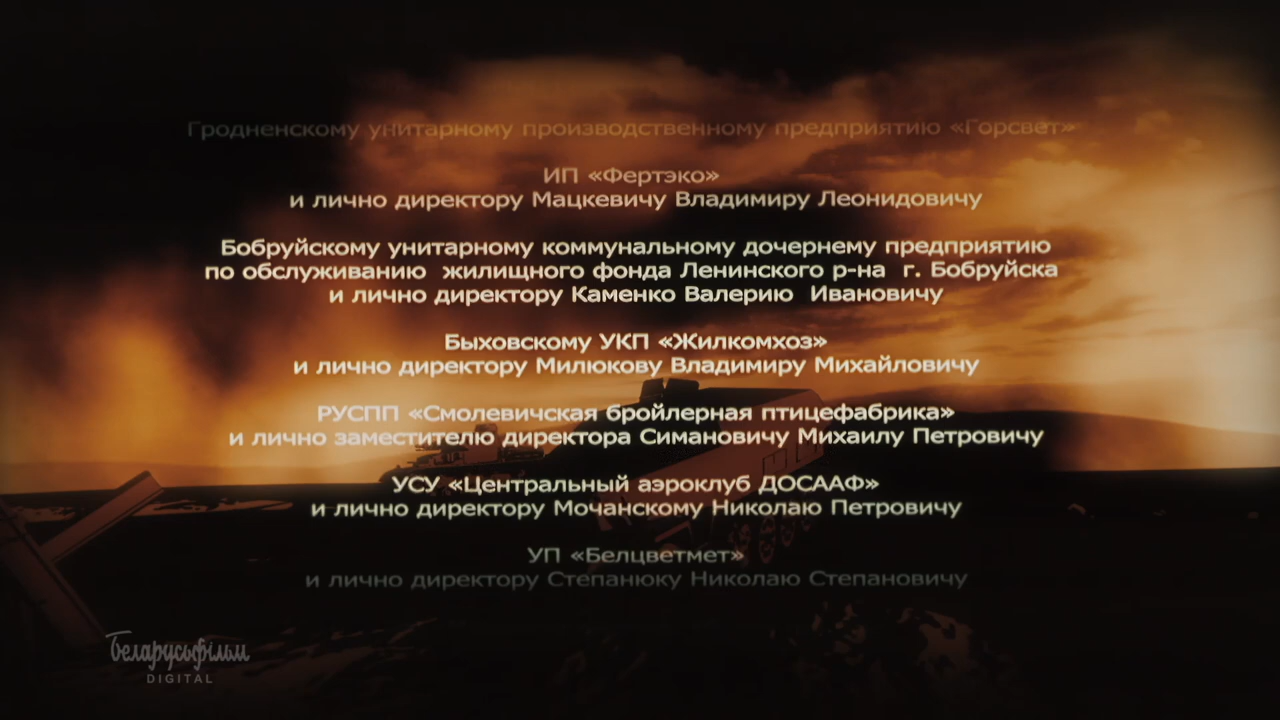 Гродненскому унитарному производственному предприятию «Горсвет»
ИП «Фертэко»
и лично директору Мацкевичу Владимиру Леонидовичу
Бобруйскому унитарному коммунальному дочернему предприятию
по обслуживанию жилищного фонда Ленинского р-на г. Бобруйска
и лично директору Каменко Валерию Ивановичу
Быховскому УКП «Жилкомхоз»
и лично директору Милюкову Владимиру Михайловичу
РУСПП «Смолевичская бройлерная птицефабрика»
и лично заместителю директора Симановичу Михаилу Петровичу
УСУ «Центральный аэроклуб ДОСААФ»
и лично директору Мочанскому Николаю Петровичу
УП «Белцветмет»
и лично директору Степанюку Николаю Степановичу
Беларусьфільм
DIGITAL